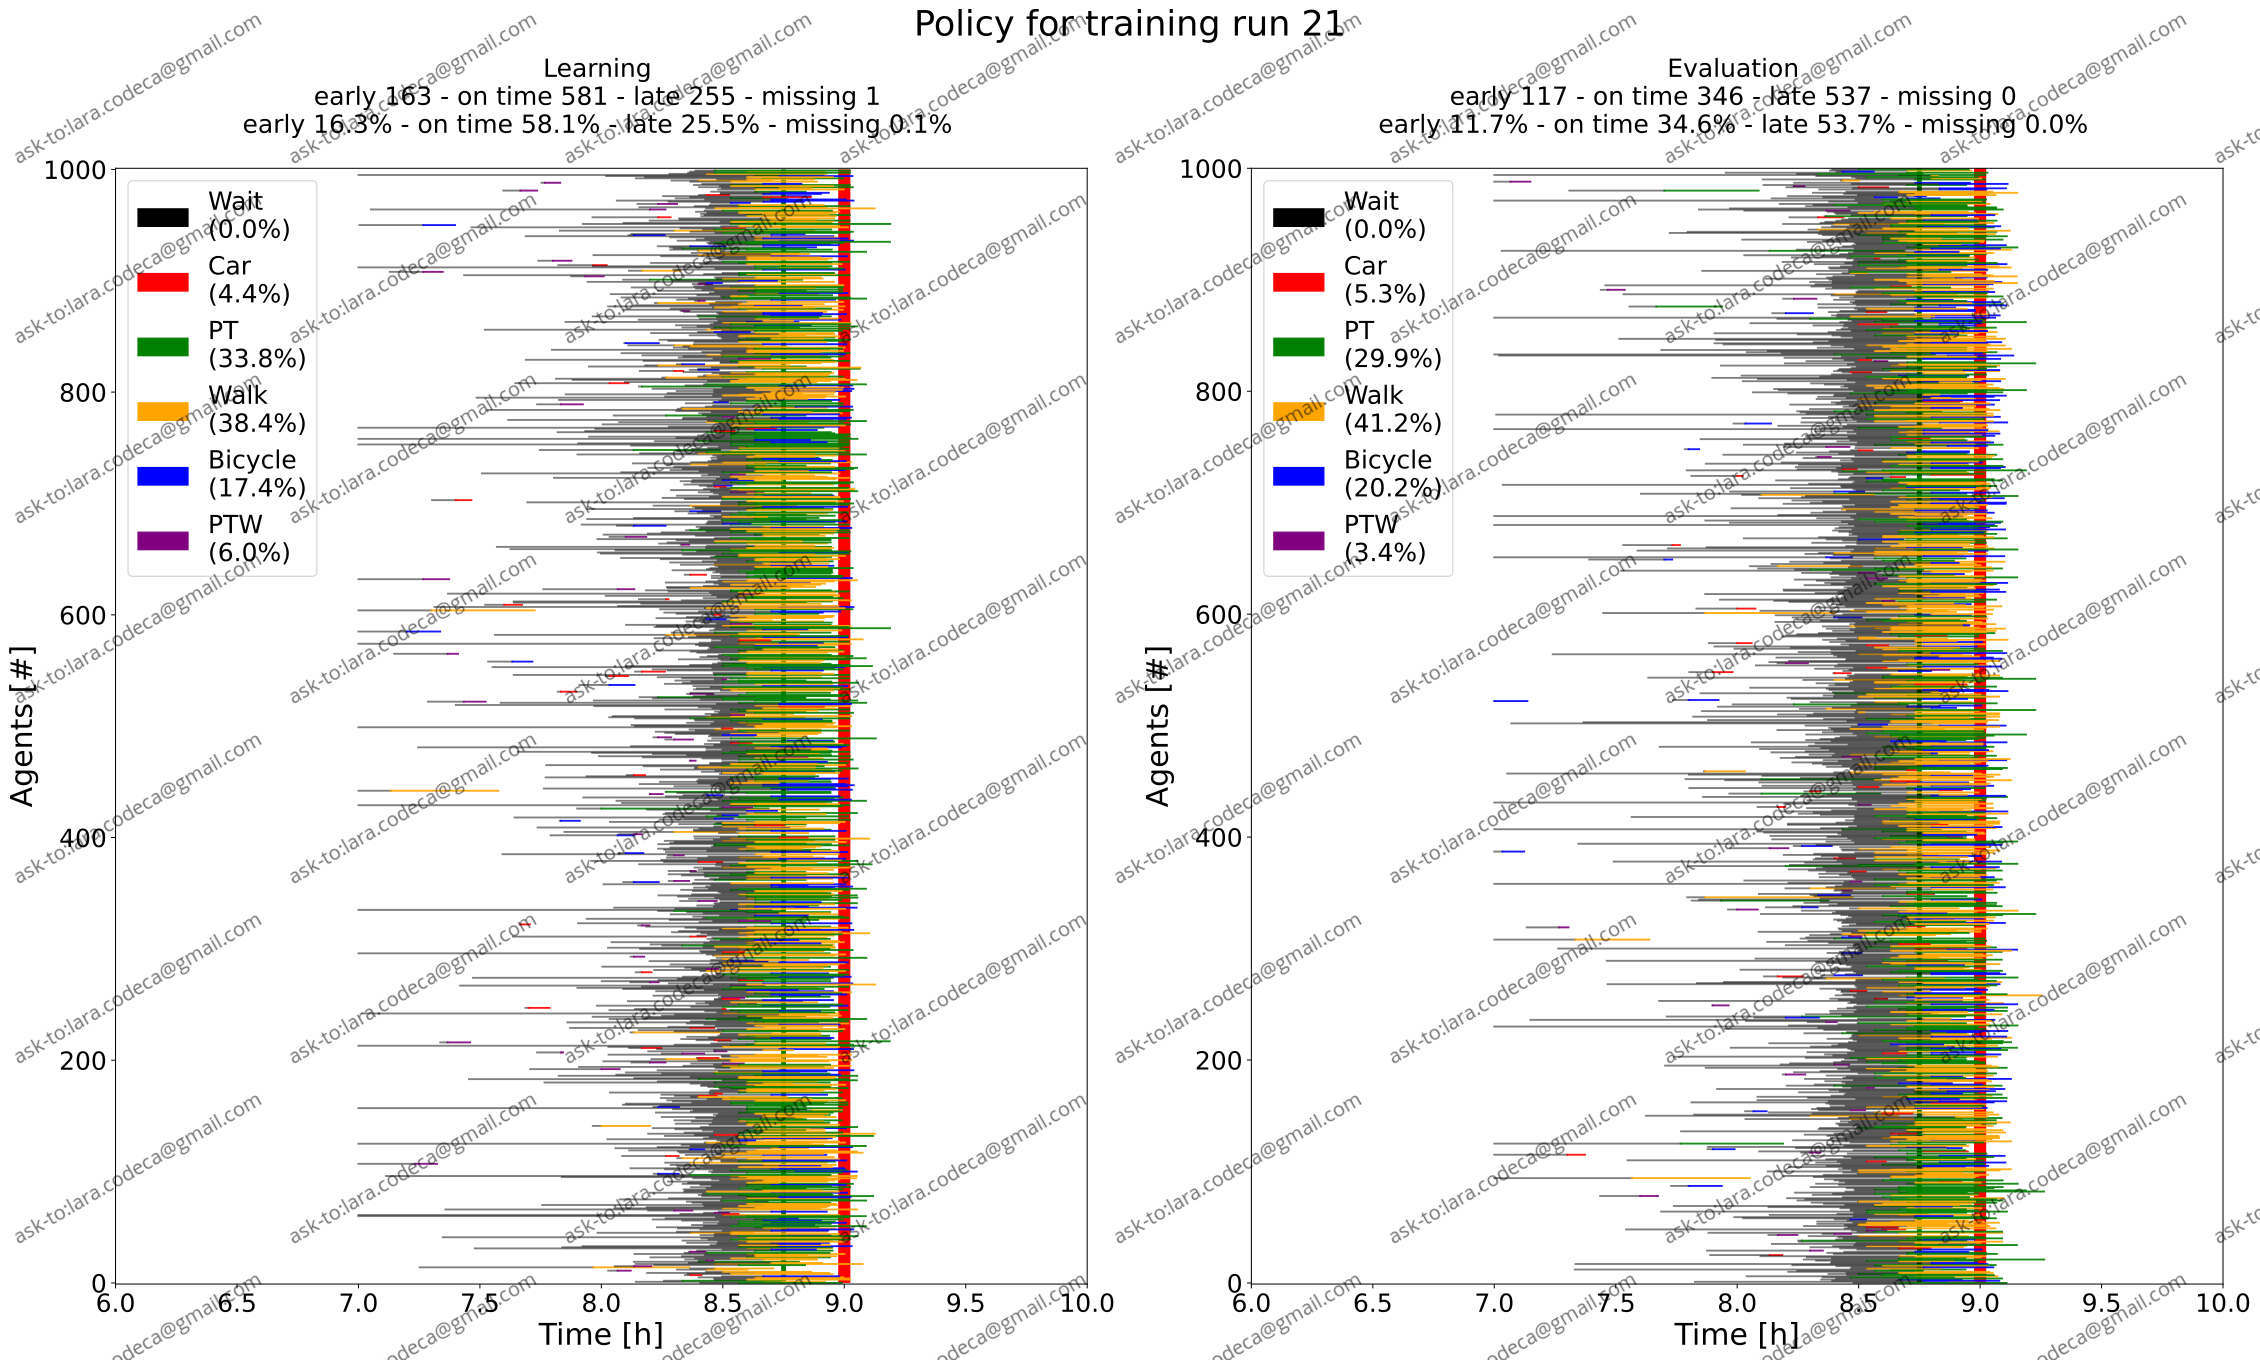 Policy for training run 21
Learning
early 163 - on time 581 - late 255 - missing 1
early 16.3% - on time 58.1% - late 25.5% - missing 0.1%
Wait
(0.0%)
Car
(4.4%)
PT
(33.8%)
Walk
(38.4%)
Bicycle
(17.4%)
PTW
(6.0%)
Agents [#]
1000
800
600
400
200
0
6.0 6.5 7.0 7.5 8.0 8.5 9.0 9.5 10.0
Time [h]
Evaluation
early 117 - on time 346 - late 537 - missing 0
early 11.7% - on time 34.6% - late 53.7% - missing 0.0%
Wait
(0.0%)
Car
(5.3%)
PT
(29.9%)
Walk
(41.2%)
Bicycle
(20.2%)
PTW
(3.4%)
Agents [#]
1000
800
600
400
200
0
6.0 6.5 7.0 7.5 8.0 8.5 9.0 9.5 10.0
Time [h]
ask-to:lara.codeca@gmail.com